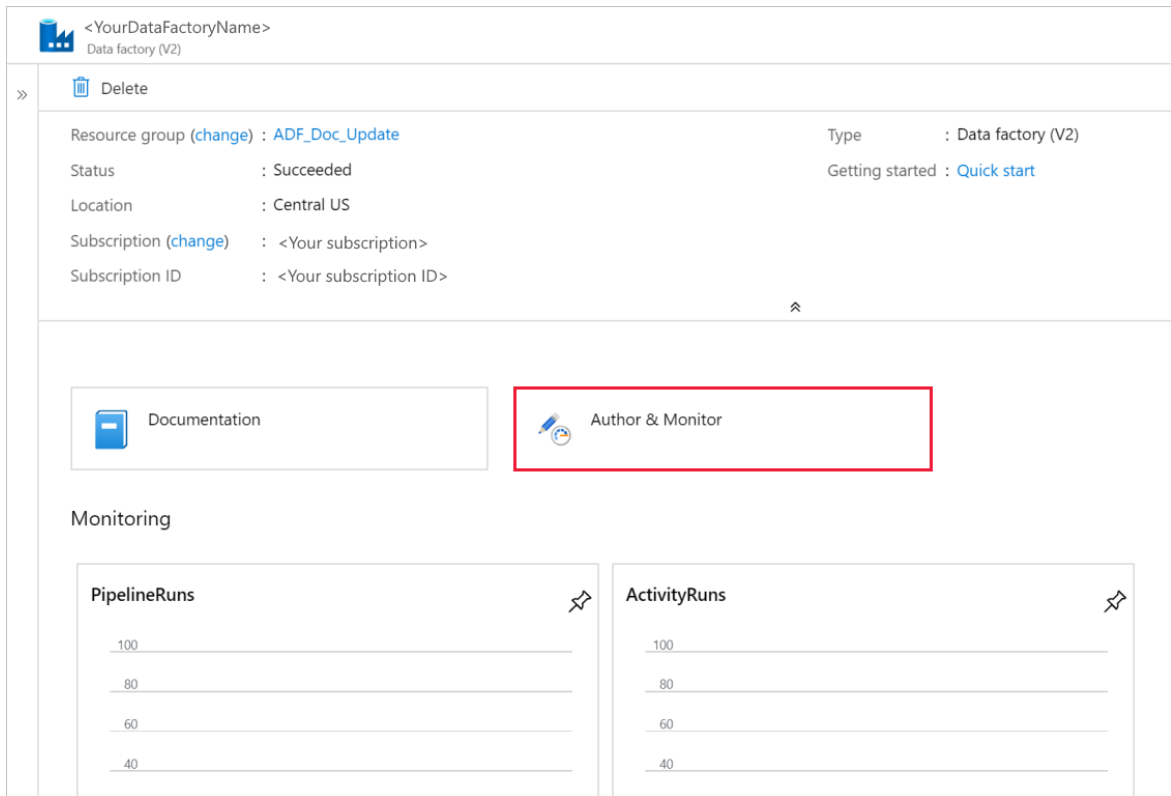 <YourDataFactoryName>
Data factory (V2)
» Delete
Resource group (change) : ADF_Doc_Update Type : Data factory (V2)
Status : Succeeded Getting started : Quick start
Location : Central US
Subscription (change) : <Your subscription>
Subscription ID : <Your subscription ID>
Documentation Author & Monitor
Monitoring
PipelineRuns ActivityRuns
100 100
80 80
60 60
40 40